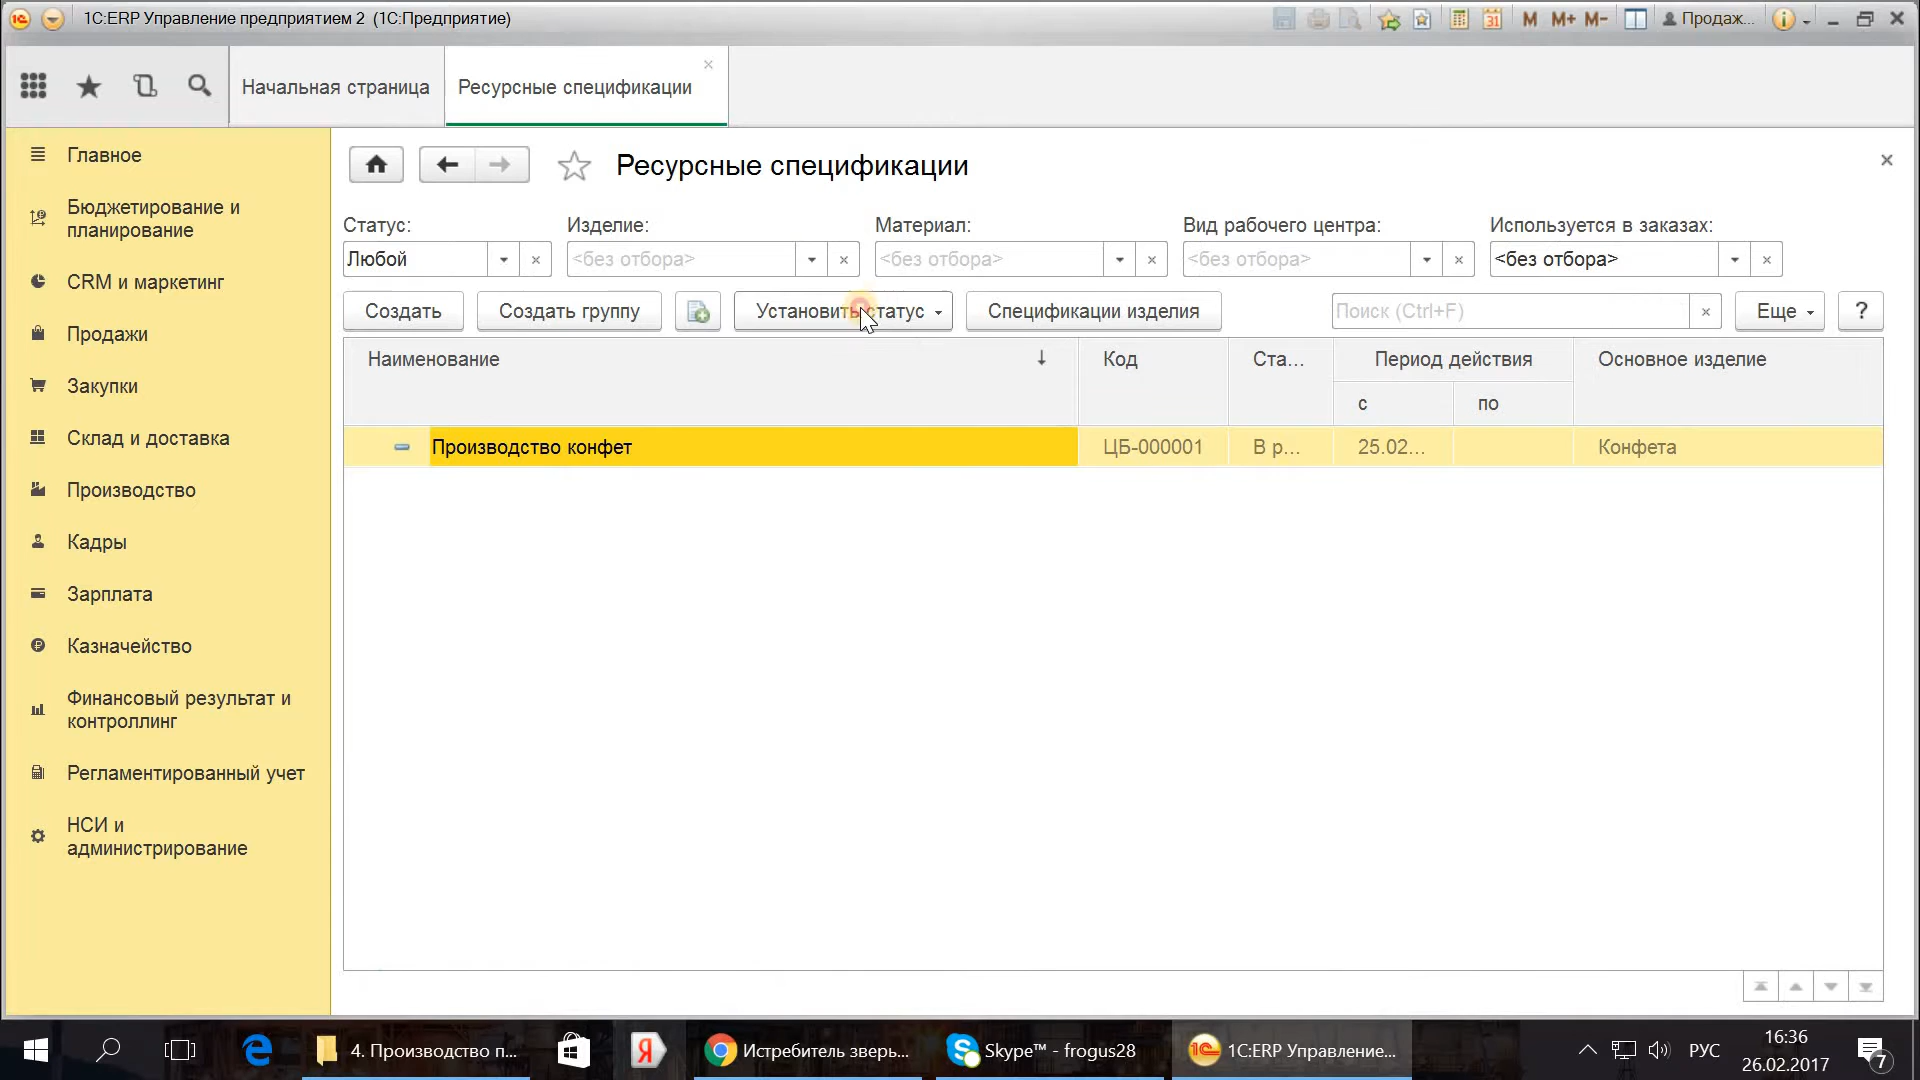 1С:ERP Управление предприятием 2 (1С:Предприятие)
M M+ M- Продаж...
Начальная страница Ресурсные спецификации
Главное
Бюджетирование и
планирование
CRM и маркетинг
Продажи
Закупки
Склад и доставка
Производство
Кадры
Зарплата
Казначейство
Финансовый результат и
контроллинг
Регламентированный учет
НСИ и
администрирование
Ресурсные спецификации
Статус: Изделие: Материал: Вид рабочего центра: Используется в заказах:
Любой <без отбора> <без отбора> <без отбора> <без отбора>
Создать Создать группу Установить статус Спецификации изделия Поиск (Ctrl+F) Еще ?
Наименование Код Ста... Период действия Основное изделие
с по
Производство конфет ЦБ-000001 В р... 25.02... Конфета
4. Производство п... Истребитель зверь... Skype™ - frogus28 1С:ERP Управление... РУС 16:36
26.02.2017 7